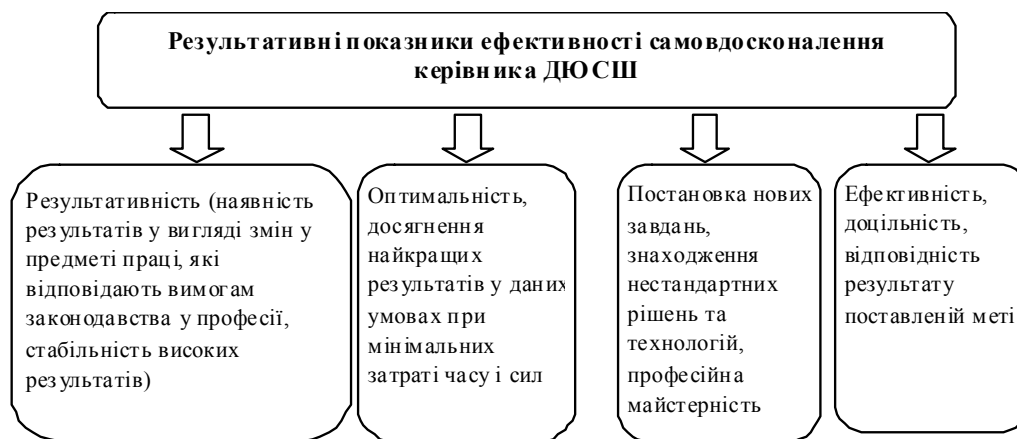 Результативні показники ефективності самовдосконалення
керівника ДЮСШ
Результативність (наявність
результатів у вигляді змін у
предметі праці, які
відповідають вимогам
законодавства у професії,
стабільність високих
результатів)
Оптимальність,
досягнення
найкращих
результатів у даних
умовах при
мінімальних
затраті часу і сил
Постановка нових
завдань,
знаходження
нестандартних
рішень та
технологій,
професійна
майстерність
Ефективність,
доцільність,
відповідність
результату
поставленій меті